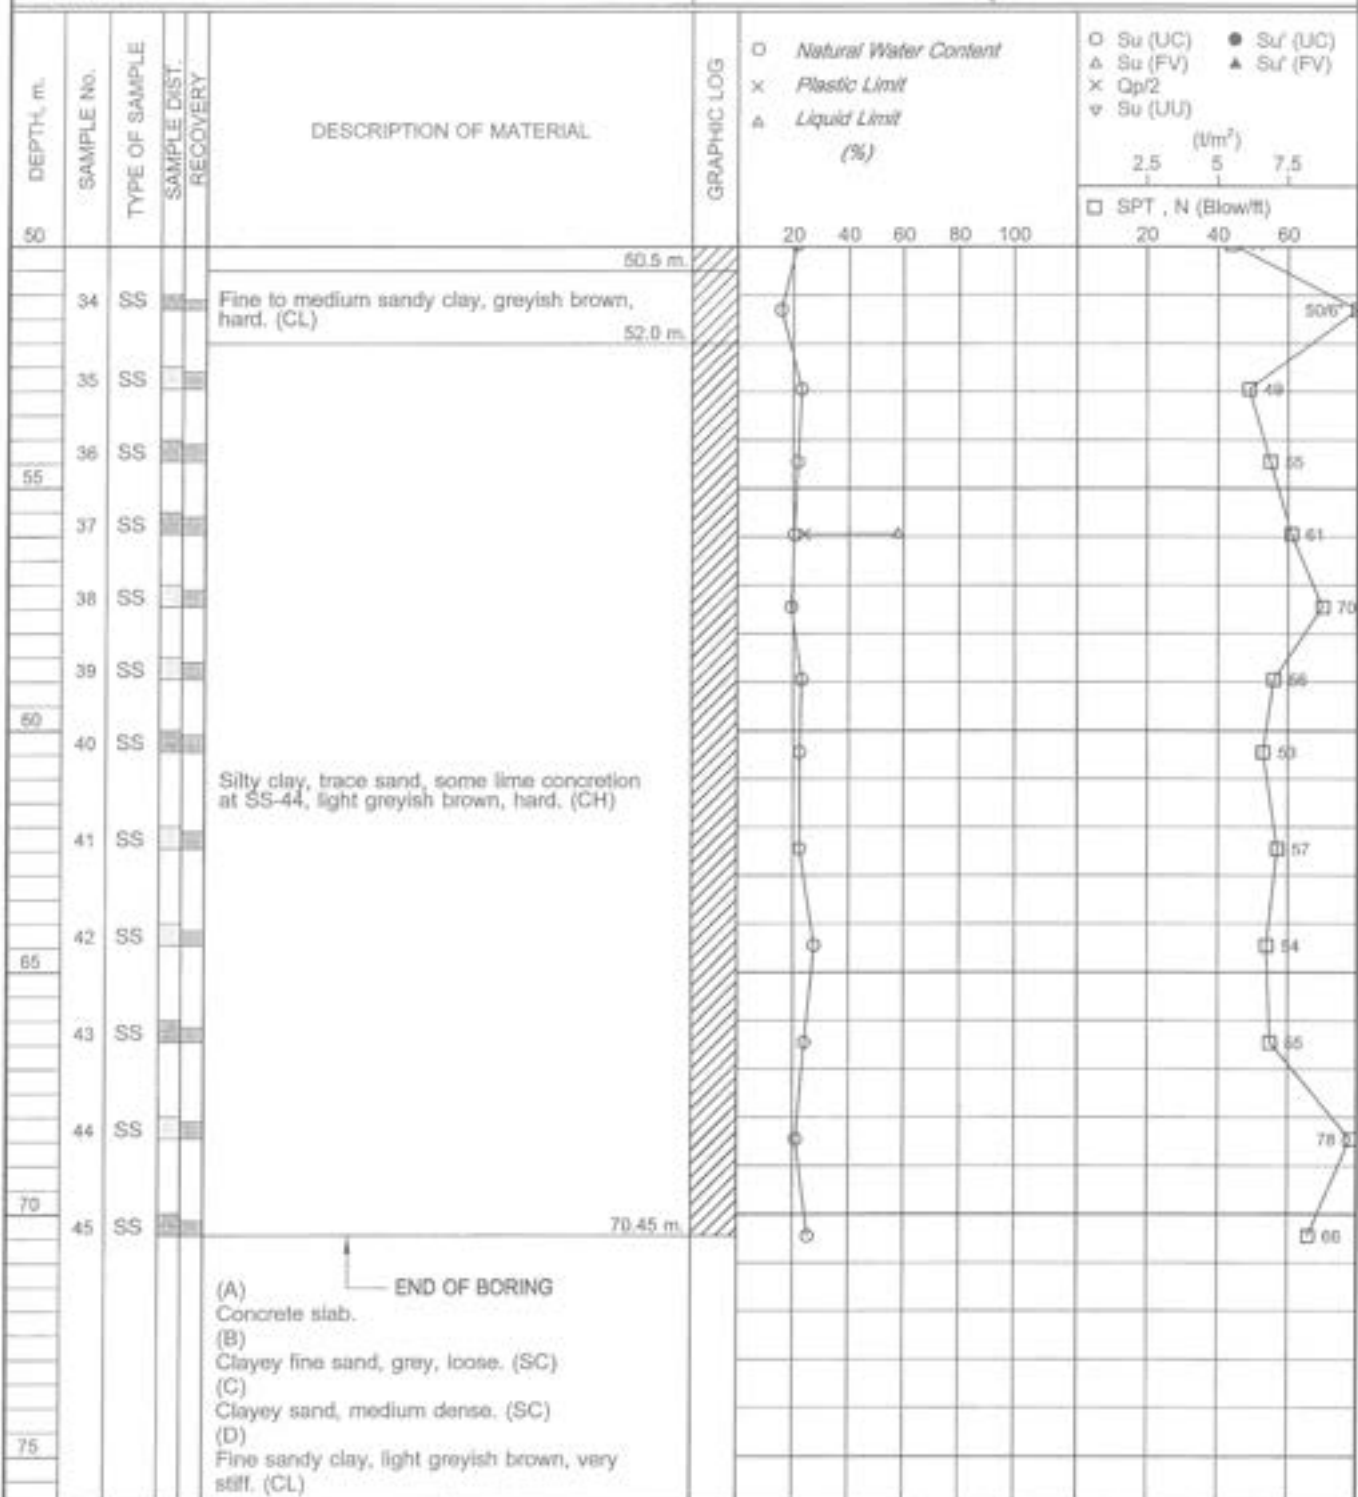 DEPTH, m.
SAMPLE No.
TYPE OF SAMPLE
SAMPLE DIST.
RECOVERY
DESCRIPTION OF MATERIAL
GRAPHIC LOG
○ Natural Water Content
× Plastic Limit
△ Liquid Limit
(%)
20 40 60 80 100
○ Su (UC) ● Su' (UC)
△ Su (FV) ▲ Su' (FV)
× Qp/2
▽ Su (UU)
(t/m²)
2.5 5 7.5
□ SPT , N (Blow/ft)
20 40 60
50
50.5 m.
34 SS
Fine to medium sandy clay, greyish brown,
hard. (CL)
50/6"
52.0 m.
35 SS
49
36 SS
55
55
37 SS
61
38 SS
70
39 SS
56
60
40 SS
53
Silty clay, trace sand, some lime concretion
at SS-44, light greyish brown, hard. (CH)
41 SS
57
42 SS
54
65
43 SS
55
44 SS
78
70
45 SS
70.45 m.
66
END OF BORING
(A)
Concrete slab.
(B)
Clayey fine sand, grey, loose. (SC)
(C)
Clayey sand, medium dense. (SC)
(D)
75
Fine sandy clay, light greyish brown, very
stiff. (CL)